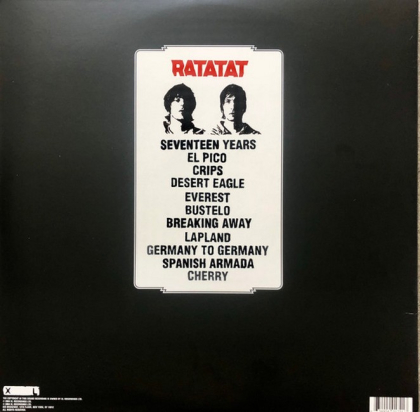 RATATAT
SEVENTEEN YEARS
EL PICO
CRIPS
DESERT EAGLE
EVEREST
BUSTELO
BREAKING AWAY
LAPLAND
GERMANY TO GERMANY
SPANISH ARMADA
CHERRY
XL